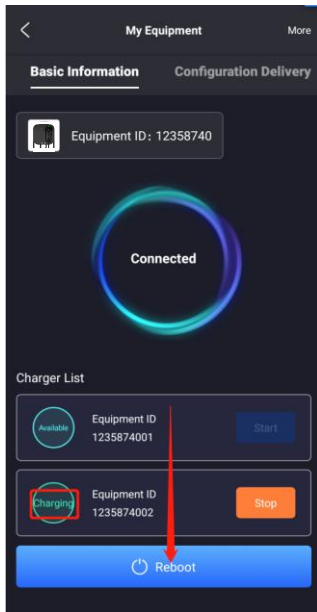 My Equipment
More
Basic Information
Configuration Delivery
Equipment ID: 12358740
Connected
Charger List
Available
Equipment ID
1235874001
Start
Charging
Equipment ID
1235874002
Stop
Reboot